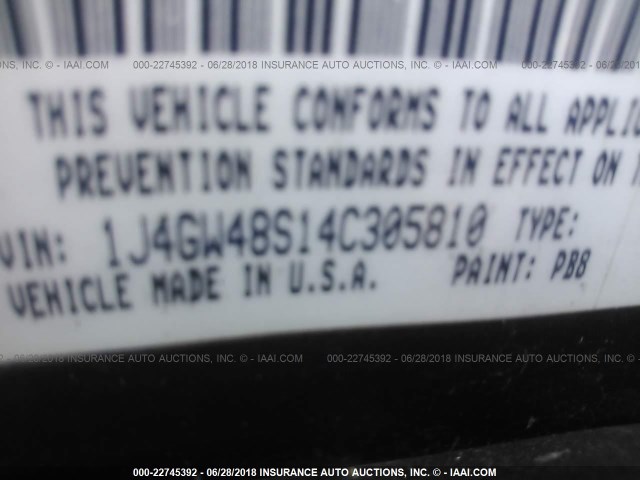 INC. - © IAAI.COM 000-22745392 / 06/28/2018 INSURANCE AUTO AUCTIONS, INC. - © IAAI.COM
THIS VEHICLE CONFORMS TO ALL
PREVENTION STANDARDS IN EFFECT ON
VIN: 1J4GW48S14C305810 TYPE:
VEHICLE MADE IN U.S.A. PAINT: PB8
000-22745392 / 06/28/2018 INSURANCE AUTO AUCTIONS, INC. - © IAAI.COM 000-22745392 / 06/28/2018 INSURANCE AUTO AUCTIONS, INC. - © IAAI.COM
000-22745392 / 06/28/2018 INSURANCE AUTO AUCTIONS, INC. - © IAAI.COM